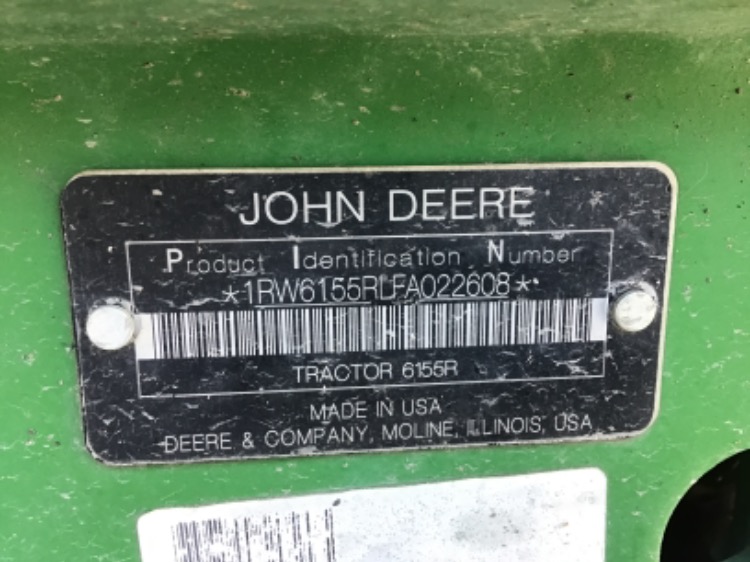 JOHN DEERE
Product Identification Number
*1RW6155RLFA022608*
TRACTOR 6155R
MADE IN USA
DEERE & COMPANY, MOLINE, ILLINOIS, USA